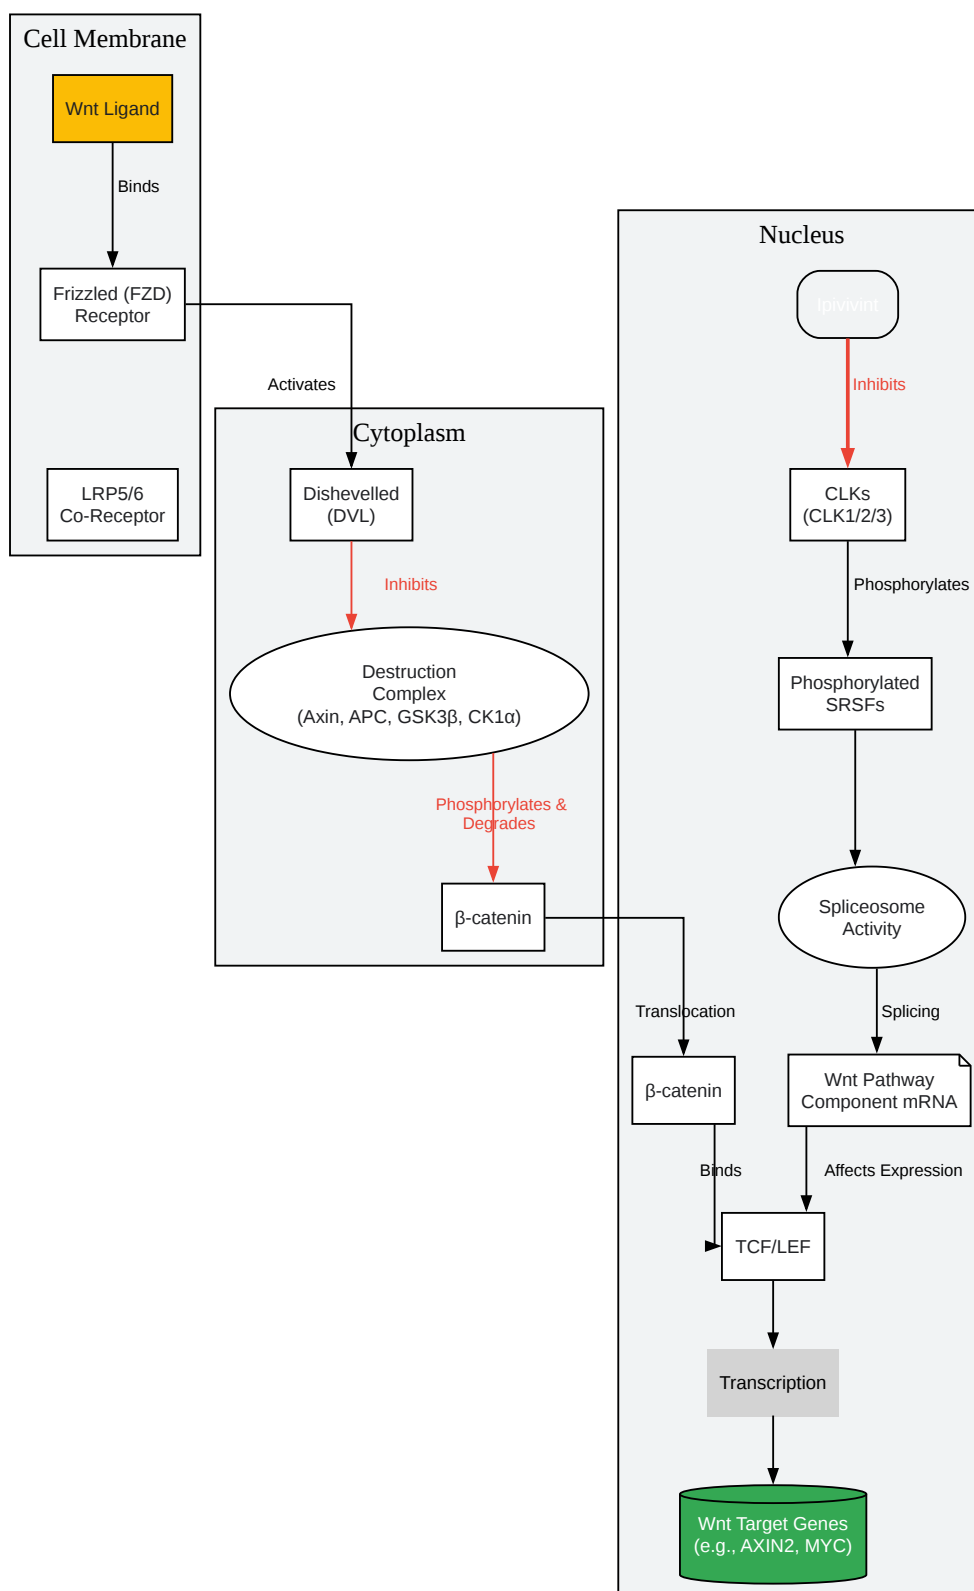 Cell Membrane
Wnt Ligand
Binds
Frizzled (FZD)
Receptor
Activates
LRP5/6
Co-Receptor
Cytoplasm
Dishevelled
(DVL)
Inhibits
Destruction
Complex
(Axin, APC, GSK3β, CK1α)
Phosphorylates &
Degrades
β-catenin
Nucleus
Ipivivint
Inhibits
CLKs
(CLK1/2/3)
Phosphorylates
Phosphorylated
SRSFs
Spliceosome
Activity
Translocation
Splicing
β-catenin
Wnt Pathway
Component mRNA
Binds
Affects Expression
TCF/LEF
Transcription
Wnt Target Genes
(e.g., AXIN2, MYC)